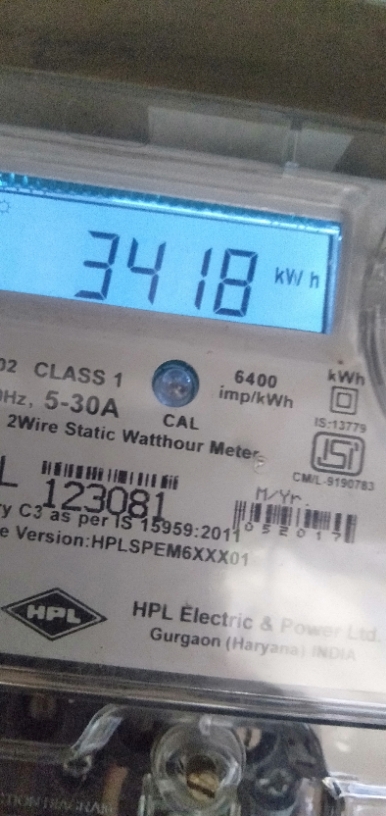 3418 kWh
02 CLASS 1
6400
imp/kWh
kWh
Hz, 5-30A
CAL
IS:13779
2Wire Static Watthour Meter
CM/L-9190783
L
123081
M/Yr.
052017
y C3 as per IS 15959:2011
e Version:HPLSPEM6XXX01
HPL
HPL Electric & Power Ltd.
Gurgaon (Haryana) INDIA